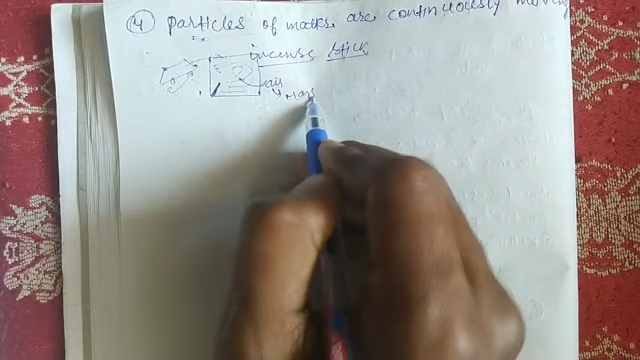 ④ Particles of matter are continuously moving
incense stick
air